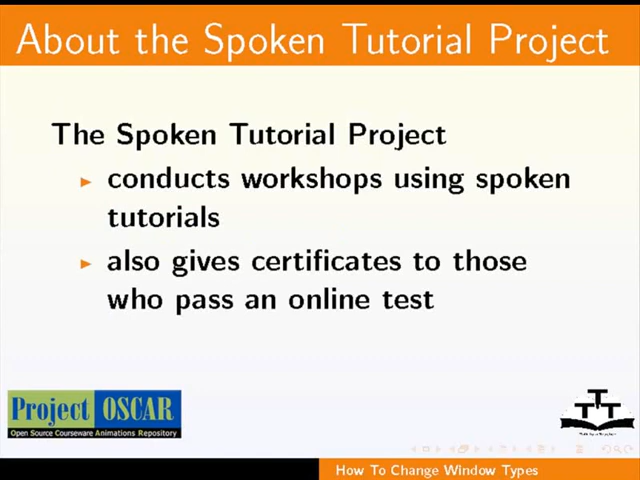 About the Spoken Tutorial Project
The Spoken Tutorial Project
conducts workshops using spoken
tutorials
also gives certificates to those
who pass an online test
Project OSCAR
Open Source Courseware Animations Repository
TTT
How To Change Window Types